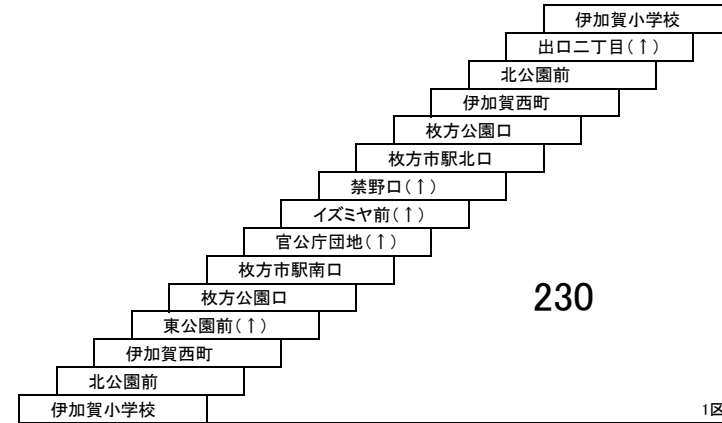 伊加賀小学校
出口二丁目(↑)
北公園前
伊加賀西町
枚方公園口
枚方市駅北口
禁野口(↑)
イズミヤ前(↑)
官公庁団地(↑)
枚方市駅南口
枚方公園口
230
東公園前(↑)
伊加賀西町
北公園前
伊加賀小学校
1区